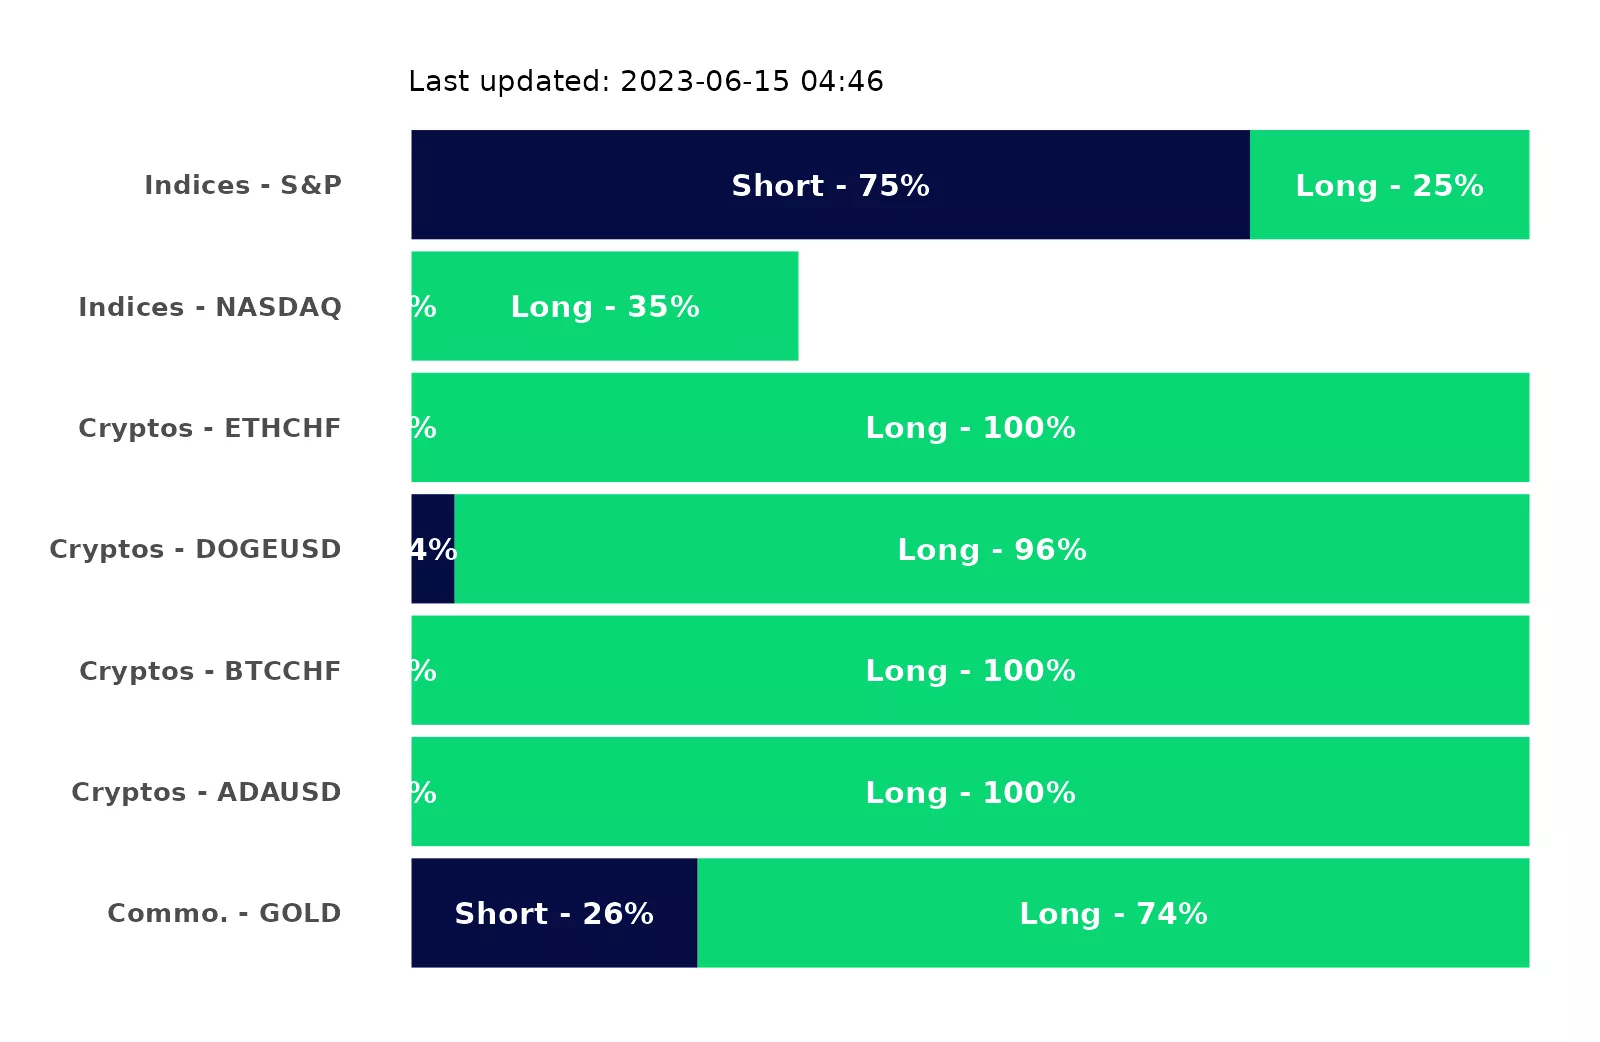 Last updated: 2023-06-15 04:46
Indices - S&P Short - 75% Long - 25%
Indices - NASDAQ % Long - 35%
Cryptos - ETHCHF % Long - 100%
Cryptos - DOGEUSD 4% Long - 96%
Cryptos - BTCCHF % Long - 100%
Cryptos - ADAUSD % Long - 100%
Commo. - GOLD Short - 26% Long - 74%